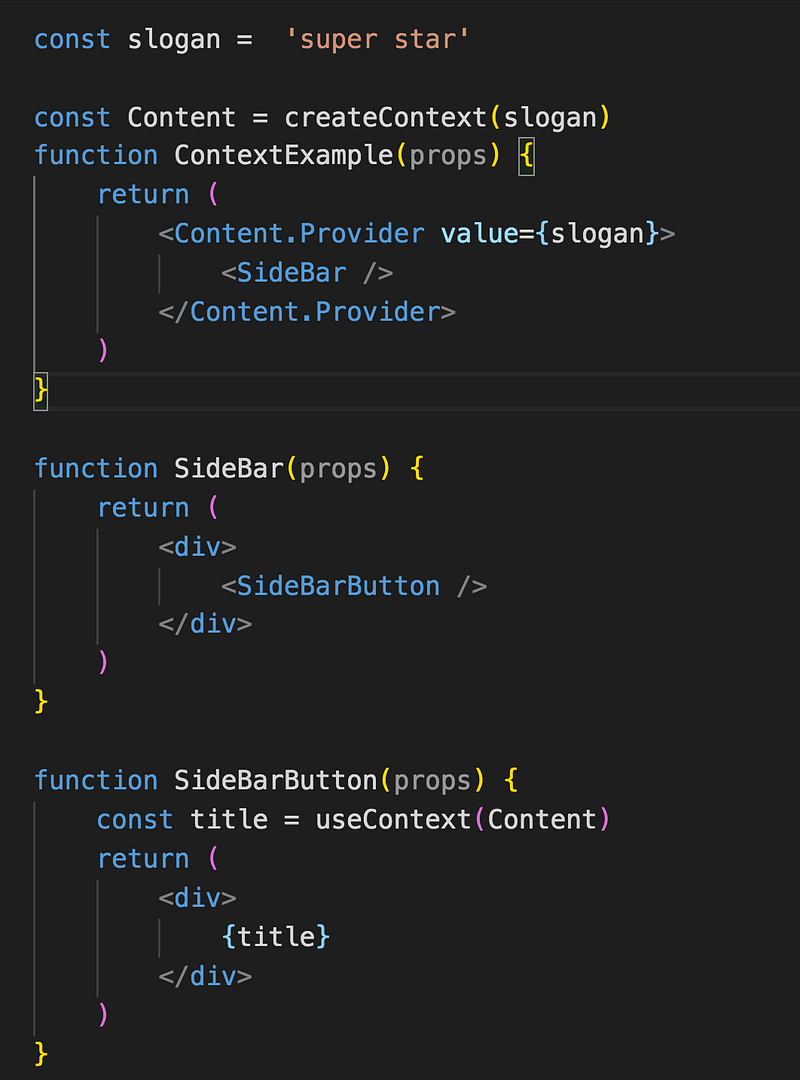 const slogan =  'super star'
const Content = createContext(slogan)
function ContextExample(props) {
    return (
        <Content.Provider value={slogan}>
            <SideBar />
        </Content.Provider>
    )
}
function SideBar(props) {
    return (
        <div>
            <SideBarButton />
        </div>
    )
}
function SideBarButton(props) {
    const title = useContext(Content)
    return (
        <div>
            {title}
        </div>
    )
}